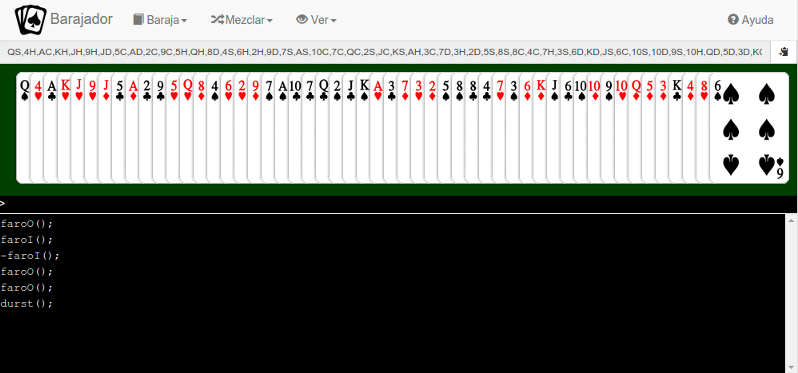 Barajador Baraja Mezclar Ver Ayuda
QS,4H,AC,KH,JH,9H,JD,5C,AD,2C,9C,5H,QH,8D,4S,6H,2H,9D,7S,AS,10C,7C,QC,2S,JC,KS,AH,3C,7D,3H,2D,5S,8S,8C,4C,7H,3S,6D,KD,JS,6C,10S,10D,9S,10H,QD,5D,3D,KC
Q 4 A K J 9 J 5 A 2 9 5 Q 8 4 6 2 9 7 A 10 7 Q 2 J K A 3 7 3 2 5 8 8 4 7 3 6 K J 6 10 10 9 10 Q 5 3 K 4 8 6
6
>
faroO();
faroI();
-faroI();
faroO();
faroO();
durst();